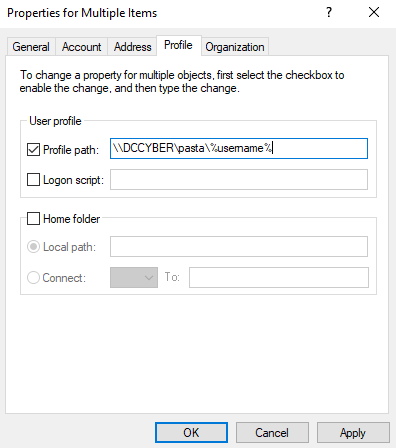 Properties for Multiple Items
?
General Account Address Profile Organization
To change a property for multiple objects, first select the checkbox to
enable the change, and then type the change.
User profile
Profile path: \\DCCYBER\pasta\%username%
Logon script:
Home folder
Local path:
Connect: To:
OK Cancel Apply